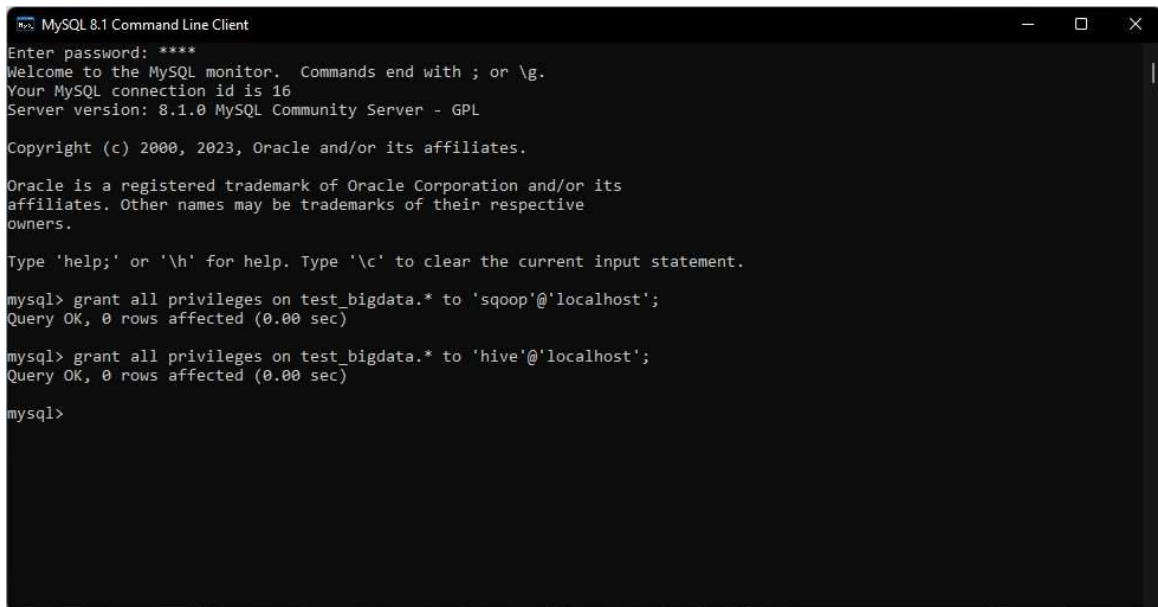 MySQL 8.1 Command Line Client
Enter password: ****
Welcome to the MySQL monitor.  Commands end with ; or \g.
Your MySQL connection id is 16
Server version: 8.1.0 MySQL Community Server - GPL
Copyright (c) 2000, 2023, Oracle and/or its affiliates.
Oracle is a registered trademark of Oracle Corporation and/or its
affiliates. Other names may be trademarks of their respective
owners.
Type 'help;' or '\h' for help. Type '\c' to clear the current input statement.
mysql> grant all privileges on test_bigdata.* to 'sqoop'@'localhost';
Query OK, 0 rows affected (0.00 sec)
mysql> grant all privileges on test_bigdata.* to 'hive'@'localhost';
Query OK, 0 rows affected (0.00 sec)
mysql>